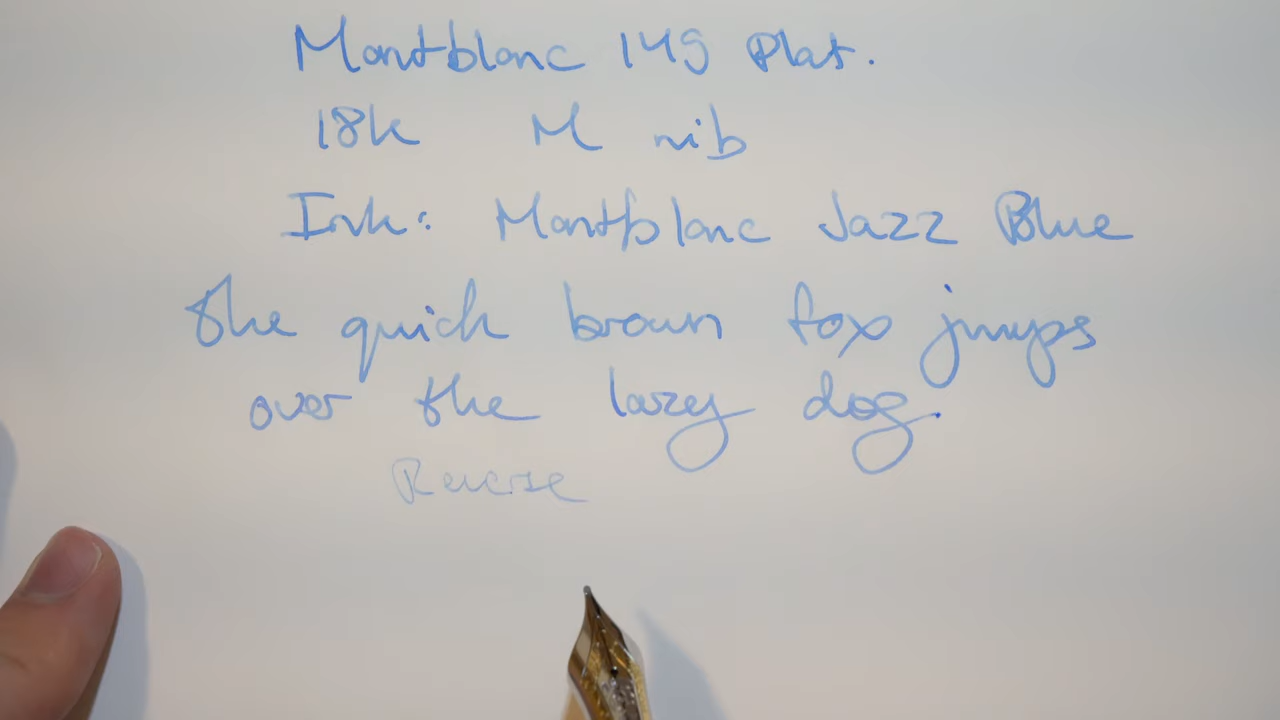 Montblanc 149 Plat.
18k M nib
Ink: Montblanc Jazz Blue
The quick brown fox jumps
over the lazy dog.
Reverse